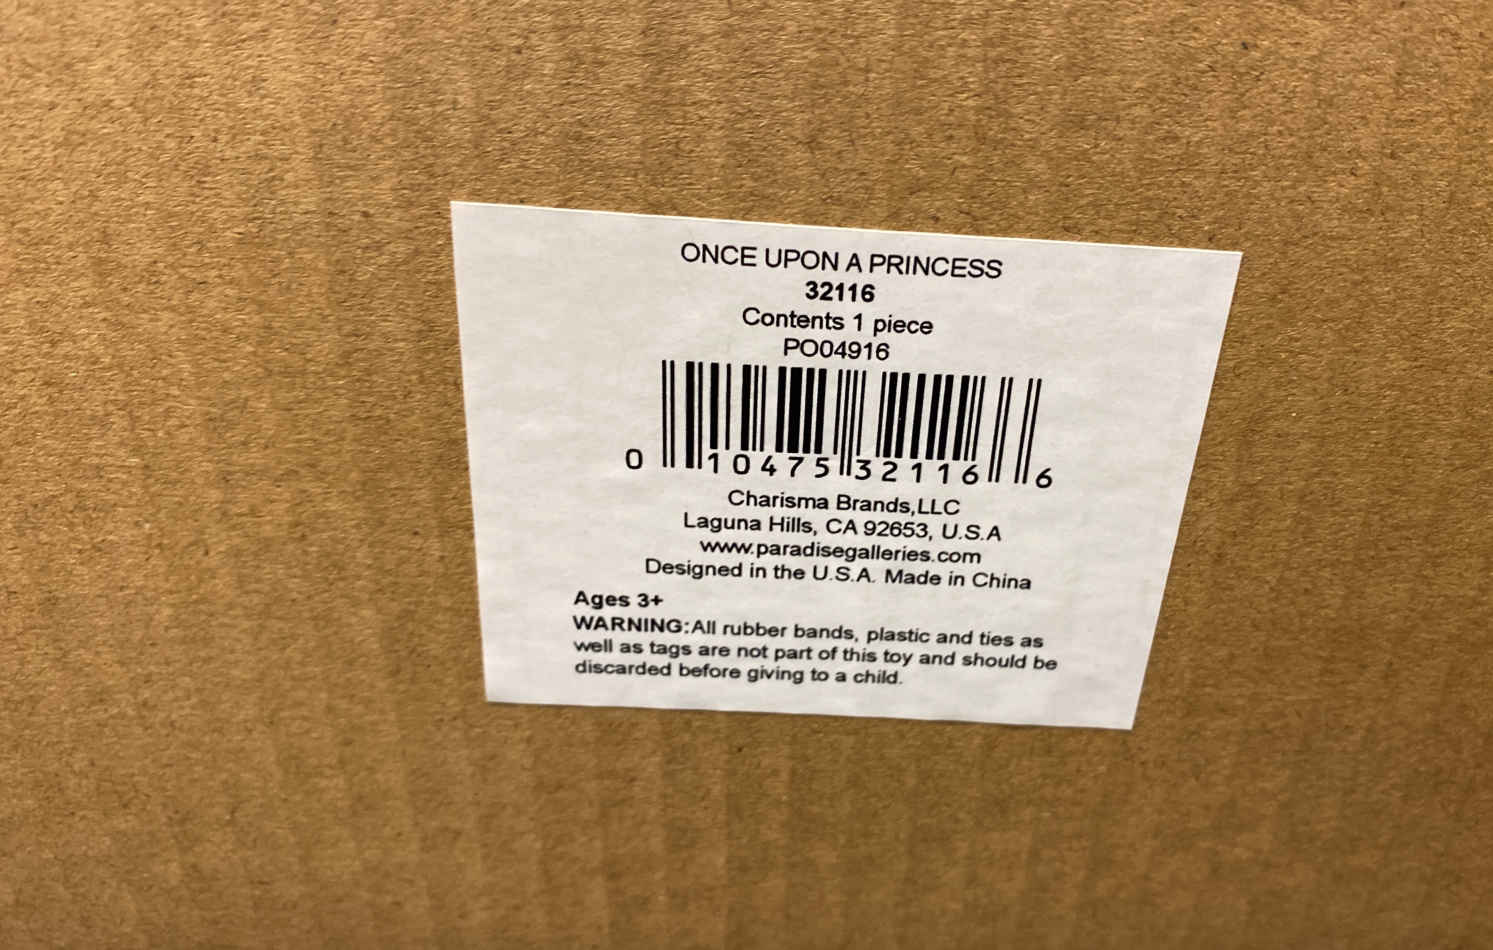 ONCE UPON A PRINCESS
32116
Contents 1 piece
PO04916
0 10475 32116 6
Charisma Brands,LLC
Laguna Hills, CA 92653, U.S.A
www.paradisegalleries.com
Designed in the U.S.A. Made in China
Ages 3+
WARNING:All rubber bands, plastic and ties as
well as tags are not part of this toy and should be
discarded before giving to a child.